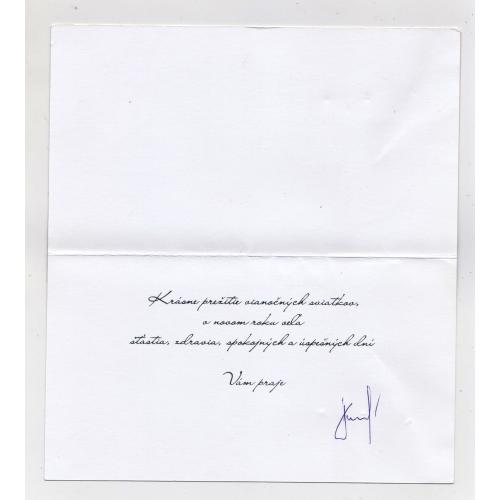 Krásne prežitie vianočných sviatkov,
v novom roku veľa
šťastia, zdravia, spokojných a úspešných dní
Vám praje